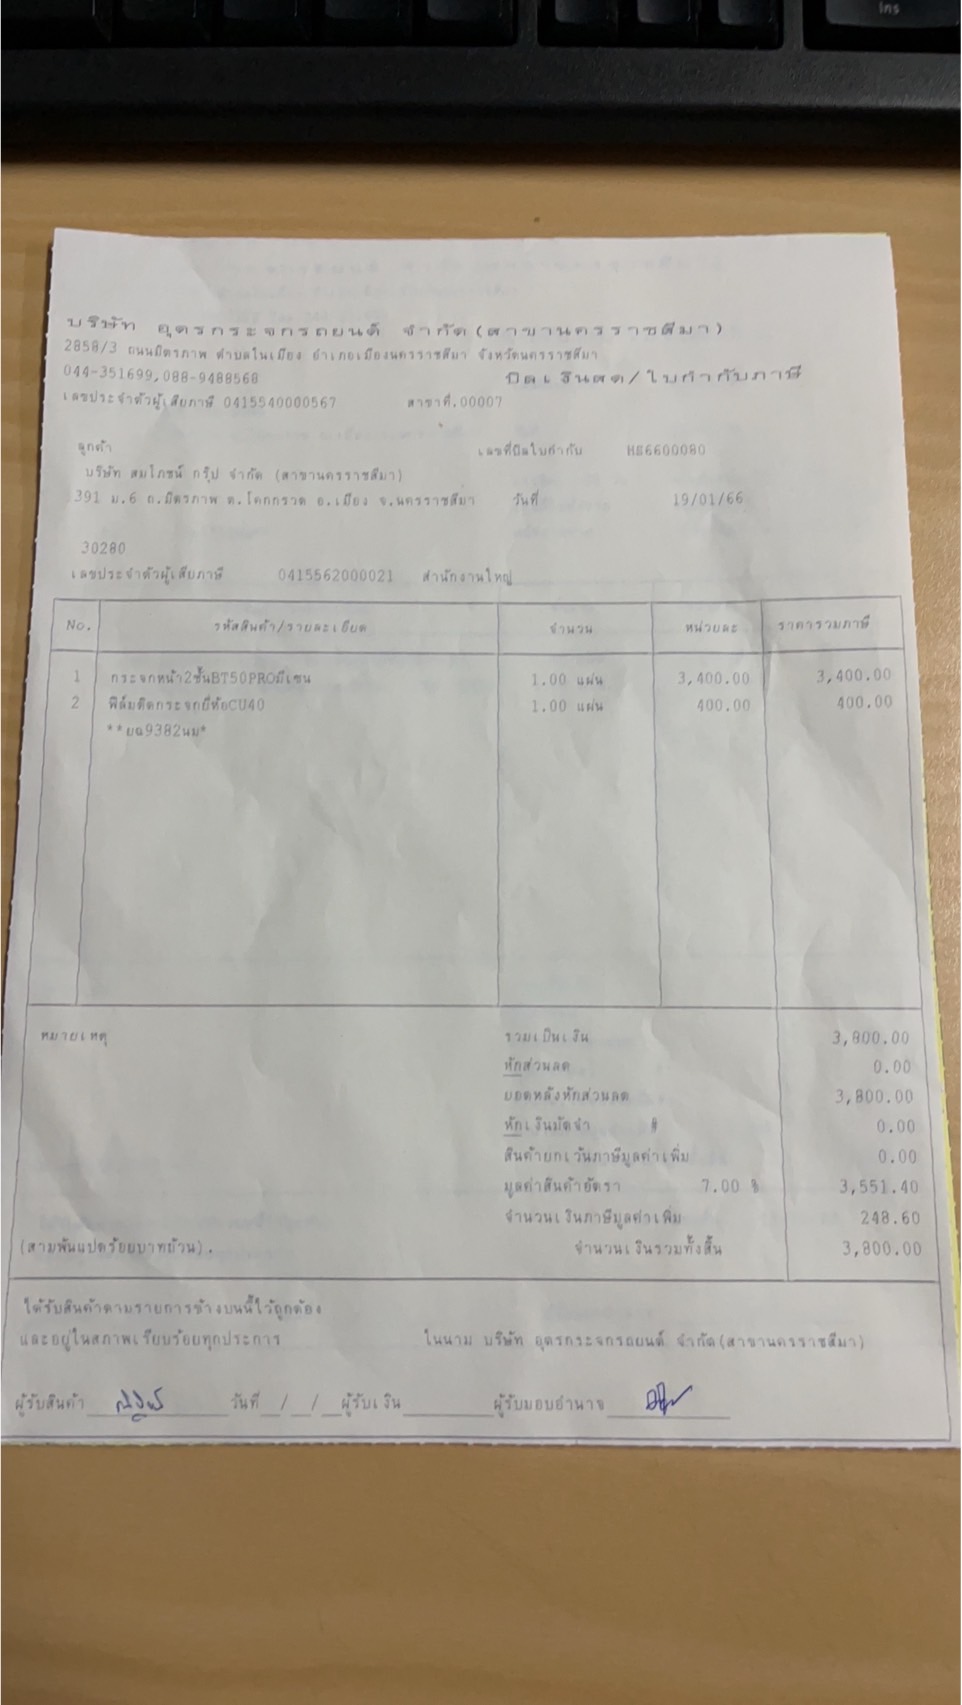 Ins
บริษัท อุดรกระจกรถยนต์ จำกัด(สาขานครราชสีมา)
2858/3 ถนนมิตรภาพ ตำบลในเมือง อำเภอเมืองนครราชสีมา จังหวัดนครราชสีมา
044-351699,088-9488568 บิลเงินสด/ใบกำกับภาษี
เลขประจำตัวผู้เสียภาษี 0415540000567 สาขาที่.00007
ลูกค้า เลขที่บิลใบกำกับ HS6600080
บริษัท สมโภชน์ กรุ๊ป จำกัด (สาขานครราชสีมา)
391 ม.6 ถ.มิตรภาพ ต.โคกกรวด อ.เมือง จ.นครราชสีมา วันที่ 19/01/66
30280
เลขประจำตัวผู้เสียภาษี 0415562000021 สำนักงานใหญ่
No. รหัสสินค้า/รายละเอียด จำนวน หน่วยละ ราคารวมภาษี
1 กระจกหน้า2ชั้นBT50PROมีเซน 1.00 แผ่น 3,400.00 3,400.00
2 ฟิล์มติดกระจกยี่ห้อCU40 1.00 แผ่น 400.00 400.00
**ยฉ9382นม*
หมายเหตุ รวมเป็นเงิน 3,800.00
หักส่วนลด 0.00
ยอดหลังหักส่วนลด 3,800.00
หักเงินมัดจำ 0.00
สินค้ายกเว้นภาษีมูลค่าเพิ่ม 0.00
มูลค่าสินค้าอัตรา 7.00 % 3,551.40
จำนวนเงินภาษีมูลค่าเพิ่ม 248.60
(สามพันแปดร้อยบาทถ้วน). จำนวนเงินรวมทั้งสิ้น 3,800.00
ได้รับสินค้าตามรายการข้างบนนี้ไว้ถูกต้อง
และอยู่ในสภาพเรียบร้อยทุกประการ ในนาม บริษัท อุดรกระจกรถยนต์ จำกัด(สาขานครราชสีมา)
ผู้รับสินค้า วันที่ / / ผู้รับเงิน ผู้รับมอบอำนาจ